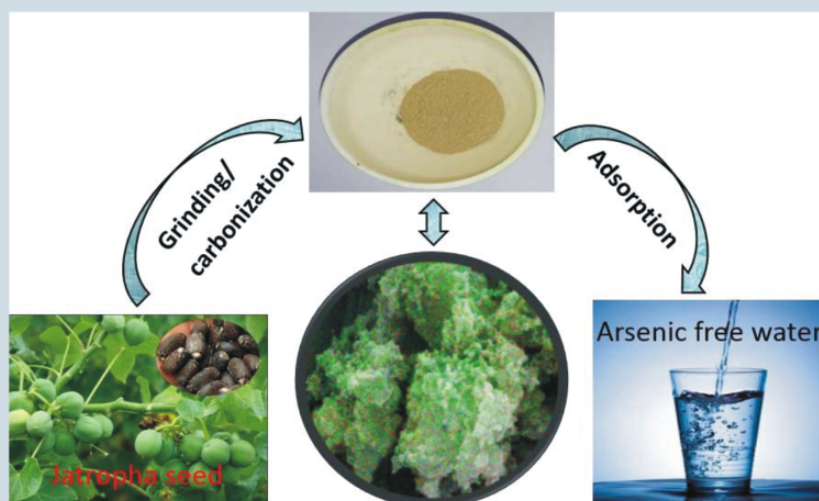 Grinding/
carbonization
Adsorption
Arsenic free water
Jatropha seed